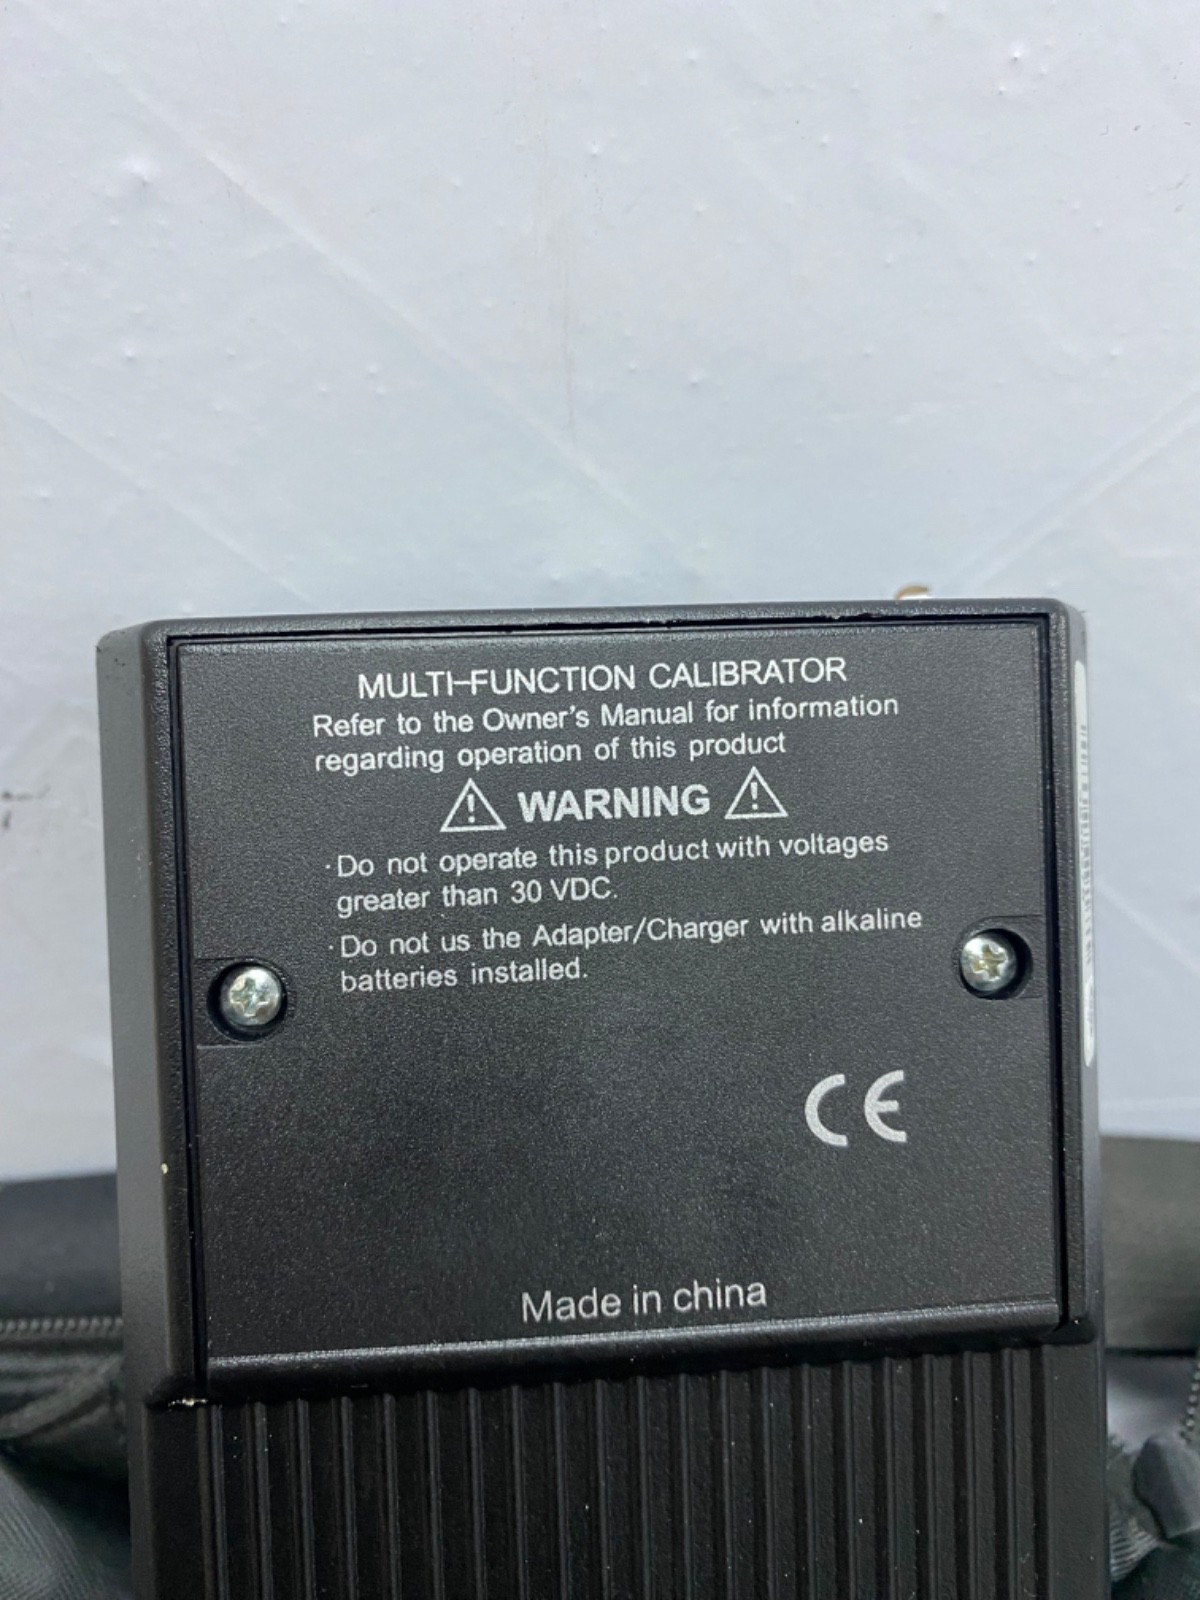 MULTI-FUNCTION CALIBRATOR
Refer to the Owner's Manual for information
regarding operation of this product
WARNING
·Do not operate this product with voltages
greater than 30 VDC.
·Do not us the Adapter/Charger with alkaline
batteries installed.
CE
Made in china